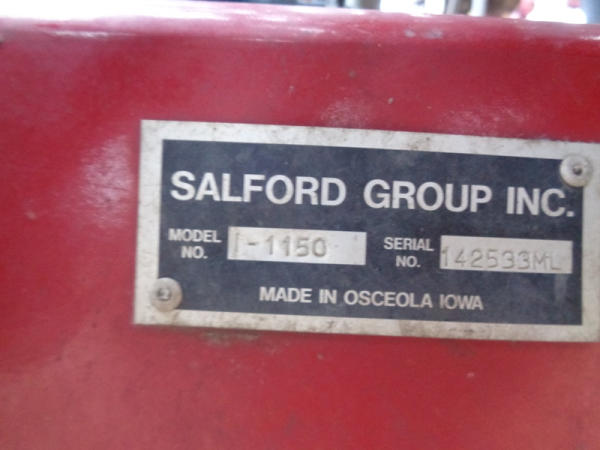 SALFORD GROUP INC.
MODEL NO. I-1150 SERIAL NO. 142533ML
MADE IN OSCEOLA IOWA